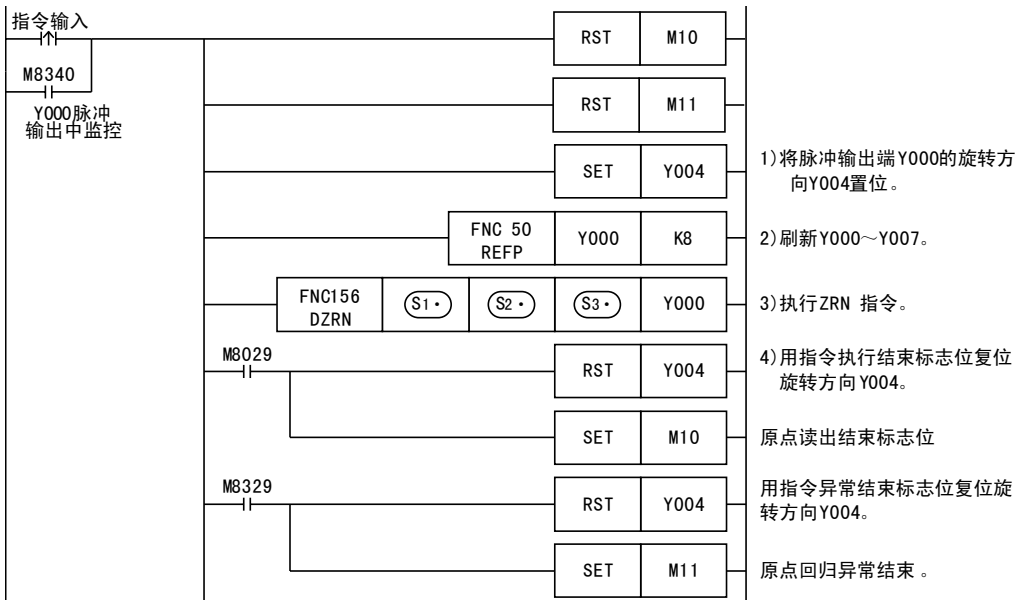 指令输入
RST M10
M8340
Y000脉冲
输出中监控
RST M11
SET Y004
1)将脉冲输出端Y000的旋转方
向Y004置位。
FNC 50
REFP
Y000 K8
2)刷新Y000～Y007。
FNC156
DZRN
S1· S2· S3· Y000
3)执行ZRN 指令。
M8029
RST Y004
4)用指令执行结束标志位复位
旋转方向Y004。
SET M10
原点读出结束标志位
M8329
RST Y004
用指令异常结束标志位复位旋
转方向Y004。
SET M11
原点回归异常结束。